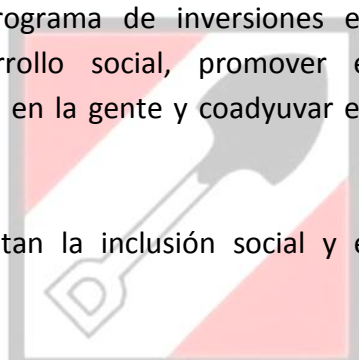 rograma de inversiones e
rrollo social, promover e
en la gente y coadyuvar e
tan la inclusión social y e